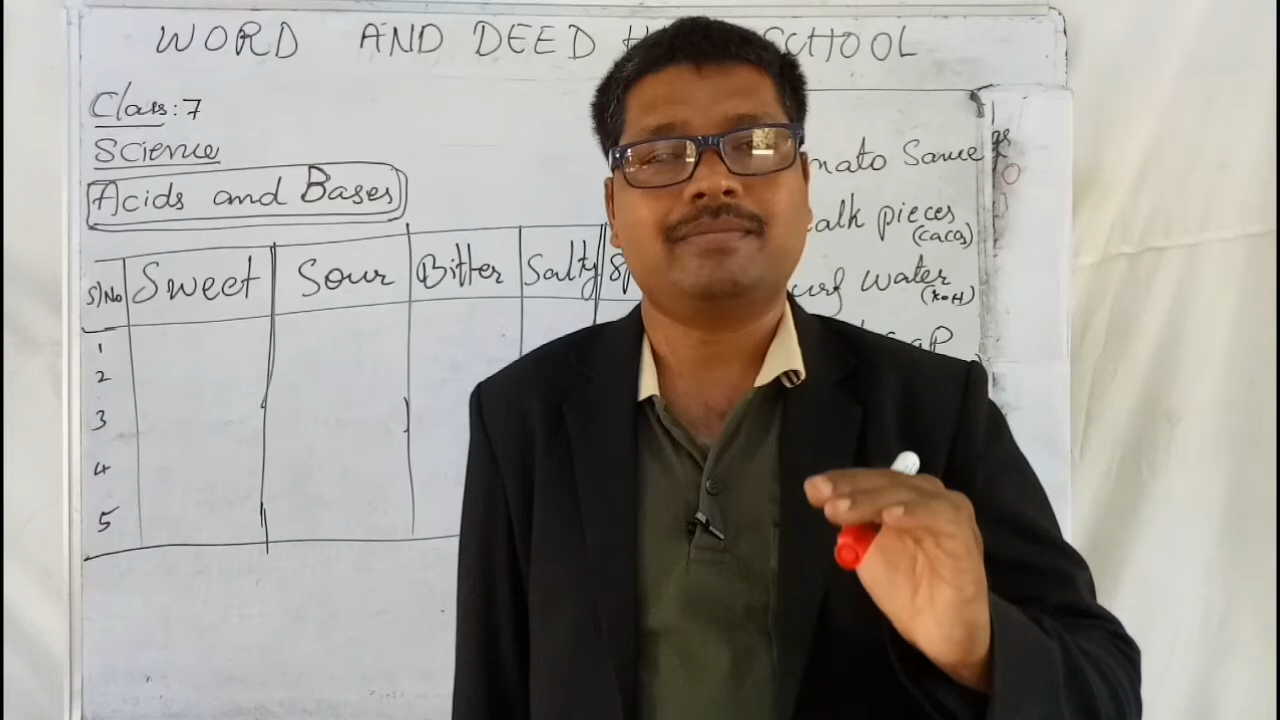 WORD AND DEED SCHOOL
Class: 7
Science
Acids and Bases
S/No Sweet Sour Bitter Salty
1
2
3
4
5
mato Sauce
alk pieces
(CaCO3)
urf water
(KOH)